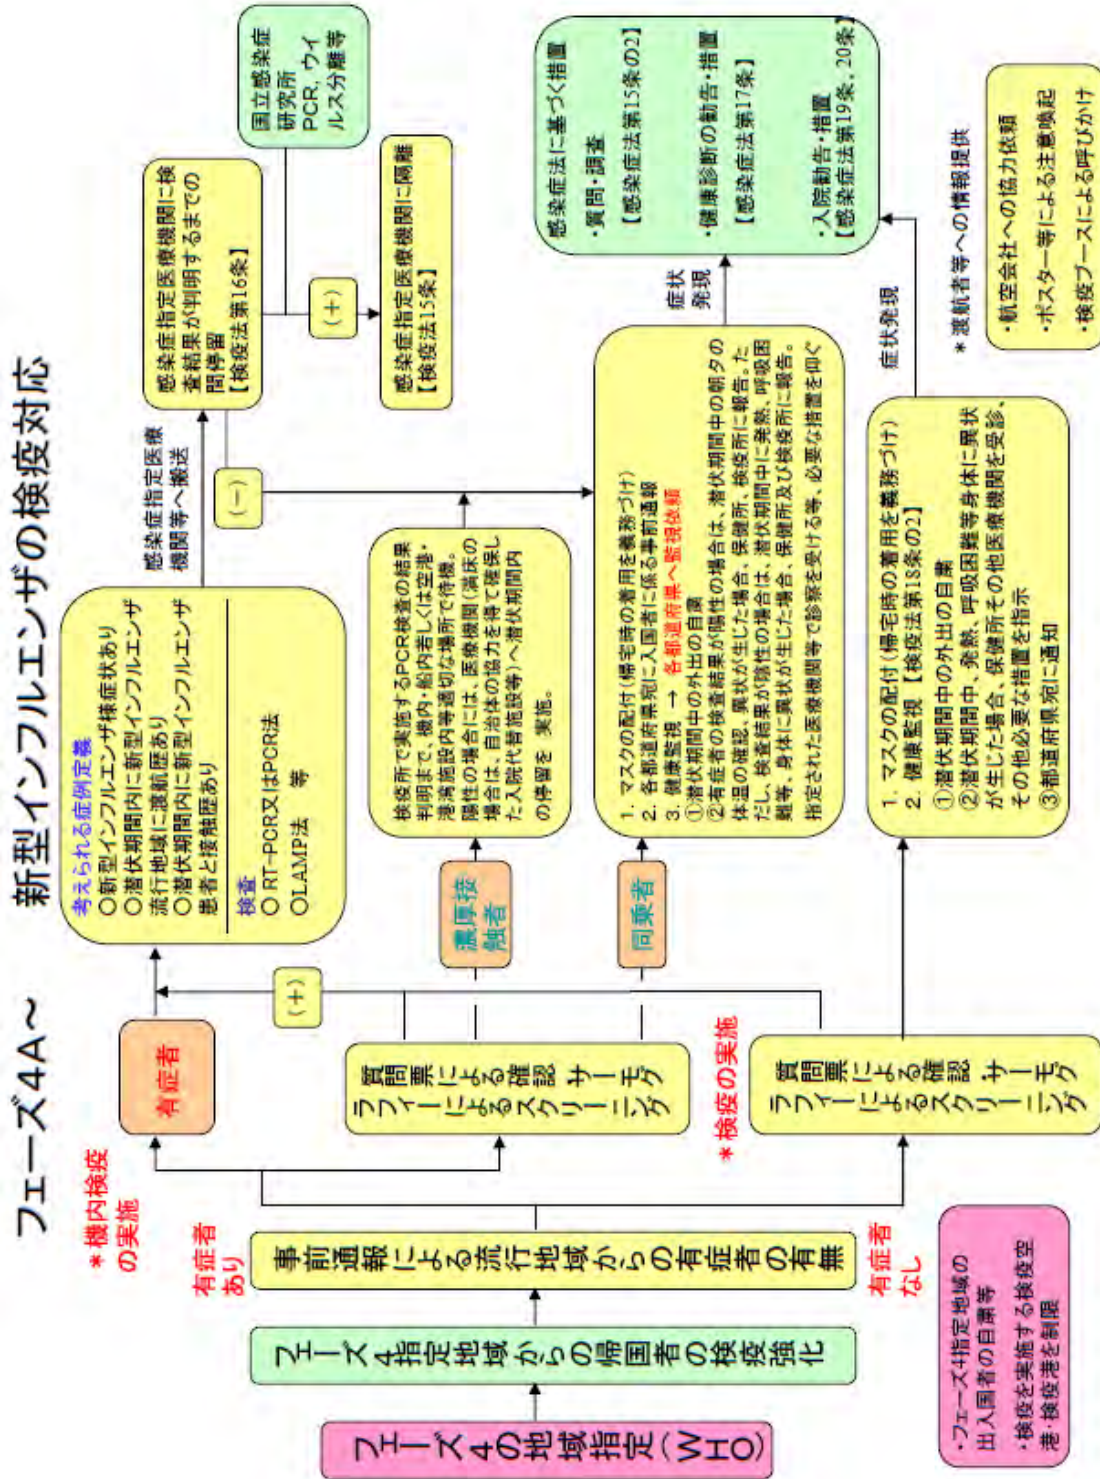 フェーズ4A～　新型インフルエンザの検疫対応
フェーズ4の地域指定(WHO)
フェーズ4指定地域からの帰国者の検疫強化
事前通報による流行地域からの有症者の有無
有症者
あり
有症者
なし
＊機内検疫
の実施
有症者
質問票による確認 サーモグ
ラフィーによるスクリーニング
＊検疫の実施
質問票による確認 サーモグ
ラフィーによるスクリーニング
(＋)
考えられる症例定義
○新型インフルエンザ様症状あり
○潜伏期間内に新型インフルエンザ
流行地域に渡航歴あり
○潜伏期間内に新型インフルエンザ
患者と接触歴あり
検査
○ RT-PCR又はPCR法
○LAMP法　等
感染症指定医療
機関等へ搬送
感染症指定医療機関に検
査結果が判明するまでの
間停留
【検疫法第16条】
国立感染症
研究所
PCR, ウイ
ルス分離等
(＋)
感染症指定医療機関に隔離
【検疫法15条】
(－)
濃厚接
触者
検疫所で実施するPCR検査の結果
判明まで、機内・船内若しくは空港・
港湾施設内等適切な場所で待機。
陽性の場合には、医療機関(満床の
場合は、自治体の協力を得て確保し
た入院代替施設等)へ潜伏期間内
の停留を 実施。
同乗者
1. マスクの配付(帰宅時の着用を義務づけ)
2. 各都道府県宛に入国者に係る事前通報
3. 健康監視 → 各都道府県へ監視依頼
①潜伏期間中の外出の自粛
②有症者の検査結果が陽性の場合は、潜伏期間中の朝夕の
体温の確認、異状が生じた場合、保健所、検疫所に報告。た
だし、検査結果が陰性の場合は、潜伏期間中に発熱、呼吸困
難等、身体に異状が生じた場合、保健所及び検疫所に報告。
指定された医療機関等で診察を受ける等、必要な措置を仰ぐ
症状
発現
感染症法に基づく措置
・質問・調査
【感染症法第15条の2】
・健康診断の勧告・措置
【感染症法第17条】
・入院勧告・措置
【感染症法第19条, 20条】
1. マスクの配付(帰宅時の着用を義務づけ)
2. 健康監視 【検疫法第18条の2】
①潜伏期間中の外出の自粛
②潜伏期間中、発熱、呼吸困難等身体に異状
が生じた場合、保健所その他医療機関を受診、
その他必要な措置を指示
③都道府県宛に通知
症状発現
＊渡航者等への情報提供
・航空会社への協力依頼
・ポスター等による注意喚起
・検疫ブースによる呼びかけ
・フェーズ4指定地域の
出入国者の自粛等
・検疫を実施する検疫空
港・検疫港を制限